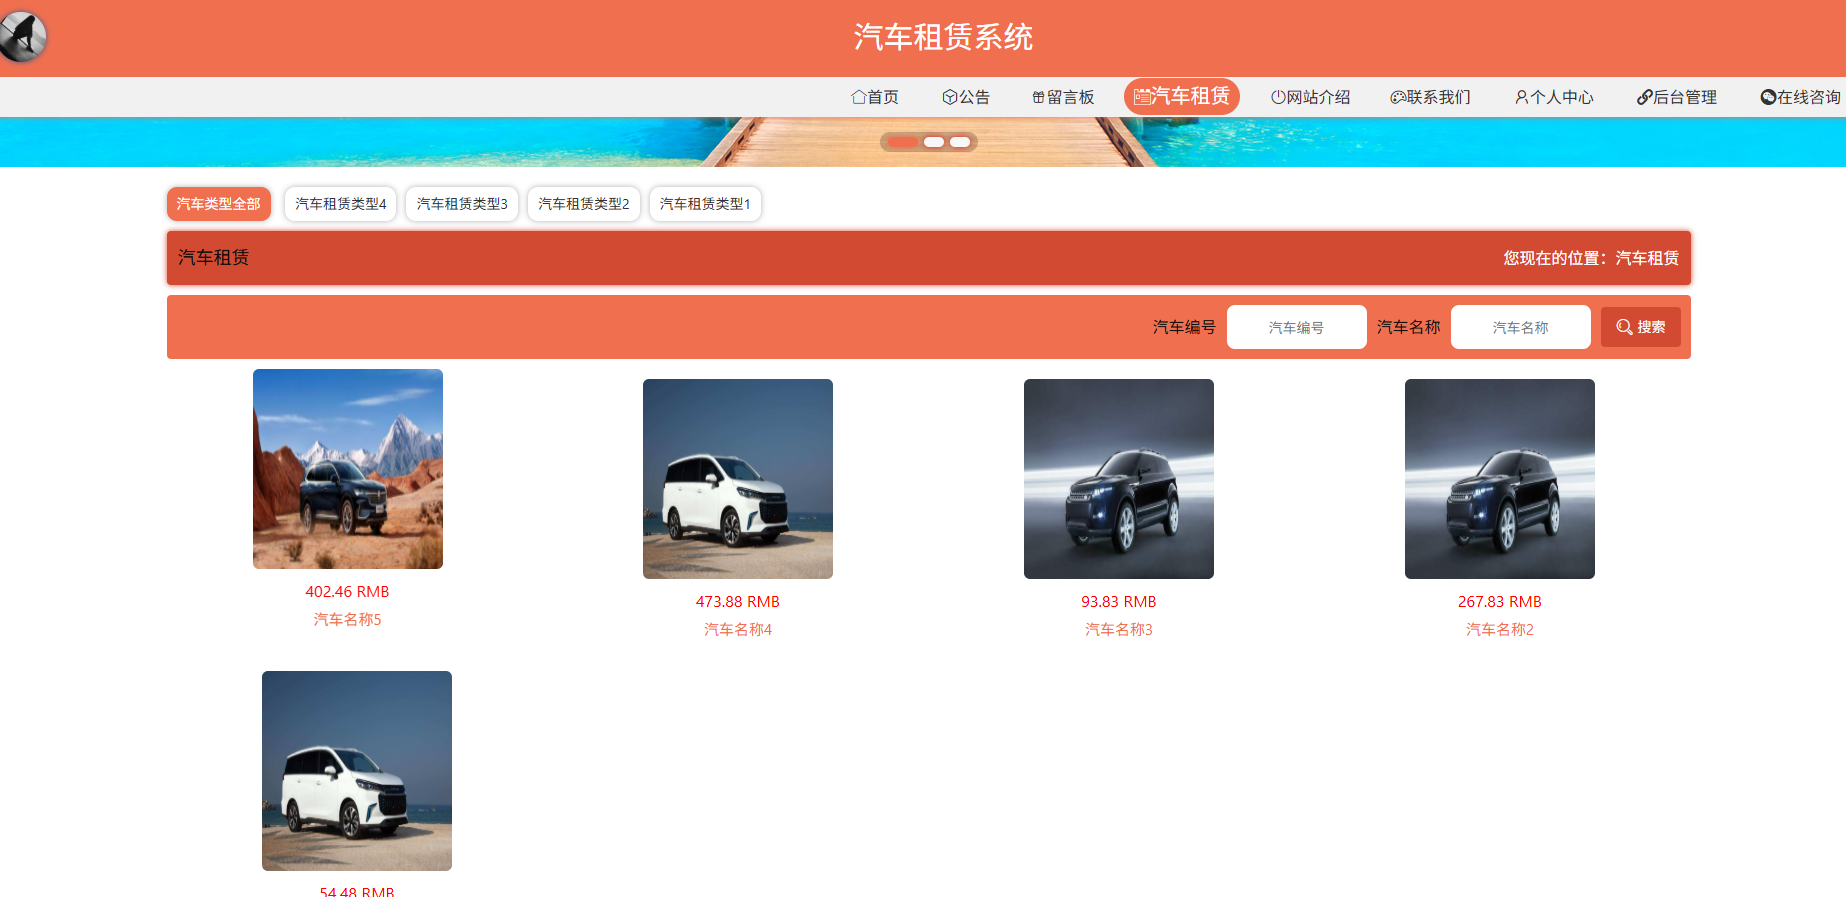 汽车租赁系统
首页 公告 留言板 汽车租赁 网站介绍 联系我们 个人中心 后台管理 在线咨询
汽车类型全部 汽车租赁类型4 汽车租赁类型3 汽车租赁类型2 汽车租赁类型1
汽车租赁 您现在的位置：汽车租赁
汽车编号 汽车编号 汽车名称 汽车名称 搜索
402.46 RMB
汽车名称5
473.88 RMB
汽车名称4
93.83 RMB
汽车名称3
267.83 RMB
汽车名称2
54.48 RMB